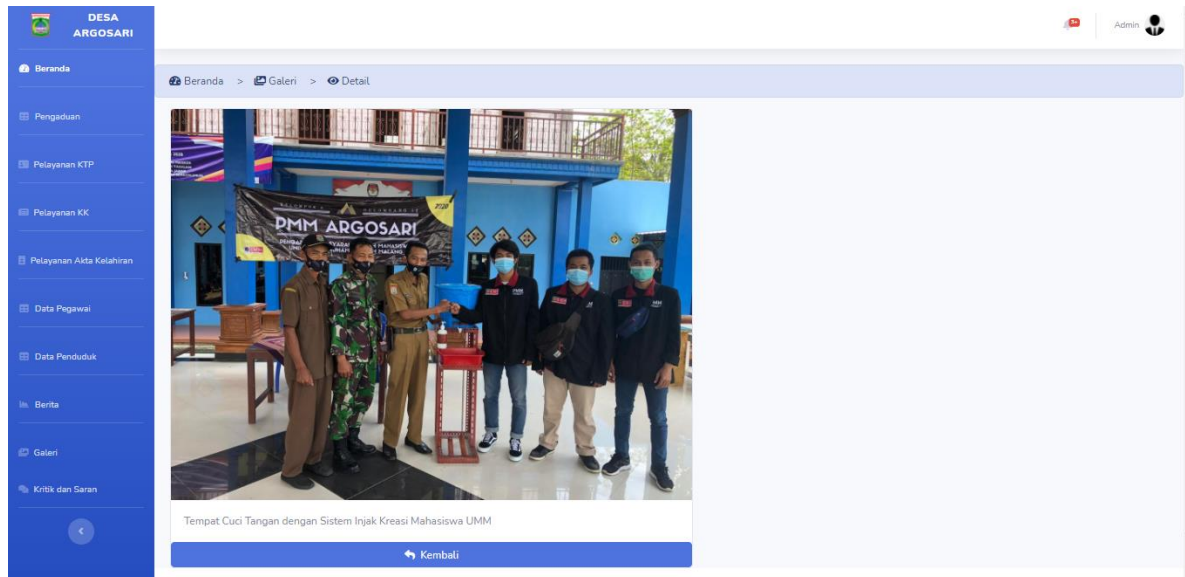 DESA
ARGOSARI
3+
Admin
Beranda
Beranda > Galeri > Detail
Pengaduan
Pelayanan KTP
Pelayanan KK
Pelayanan Akta Kelahiran
Data Pegawai
Data Penduduk
Berita
Galeri
Kritik dan Saran
PMM ARGOSARI
Tempat Cuci Tangan dengan Sistem Injak Kreasi Mahasiswa UMM
Kembali